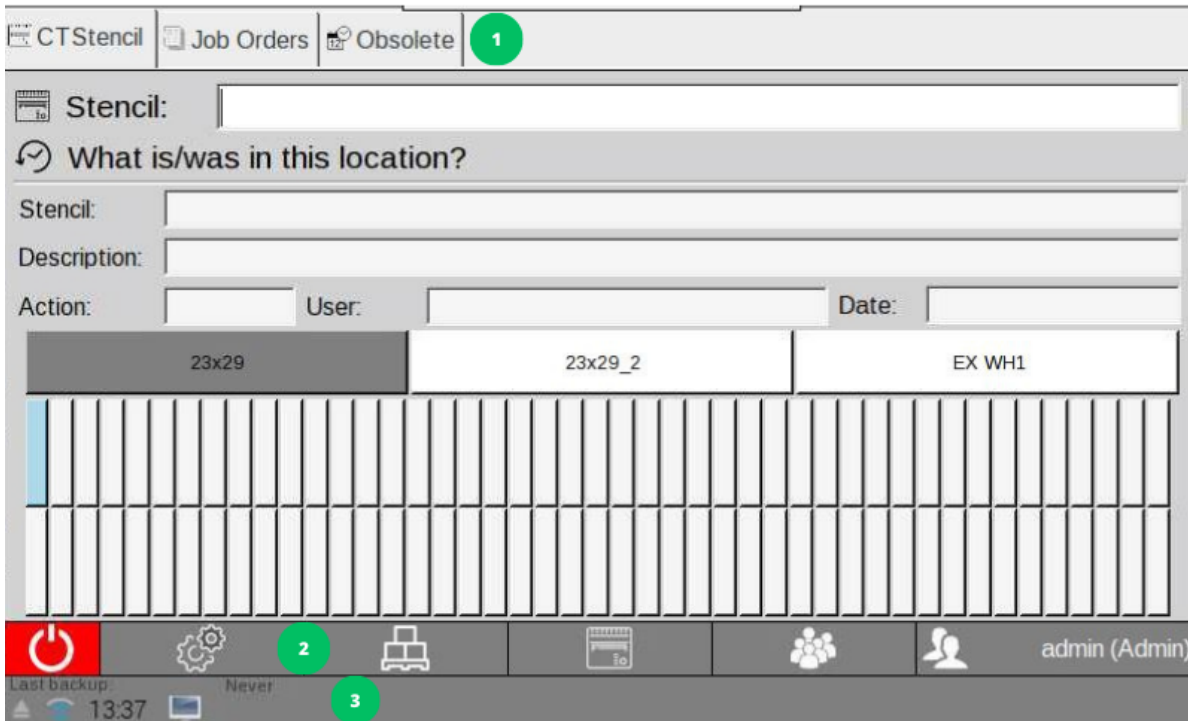 CTStencil Job Orders Obsolete 1
Stencil:
What is/was in this location?
Stencil:
Description:
Action: User: Date:
23x29 23x29_2 EX WH1
2 admin (Admin)
Last backup: Never
13:37 3